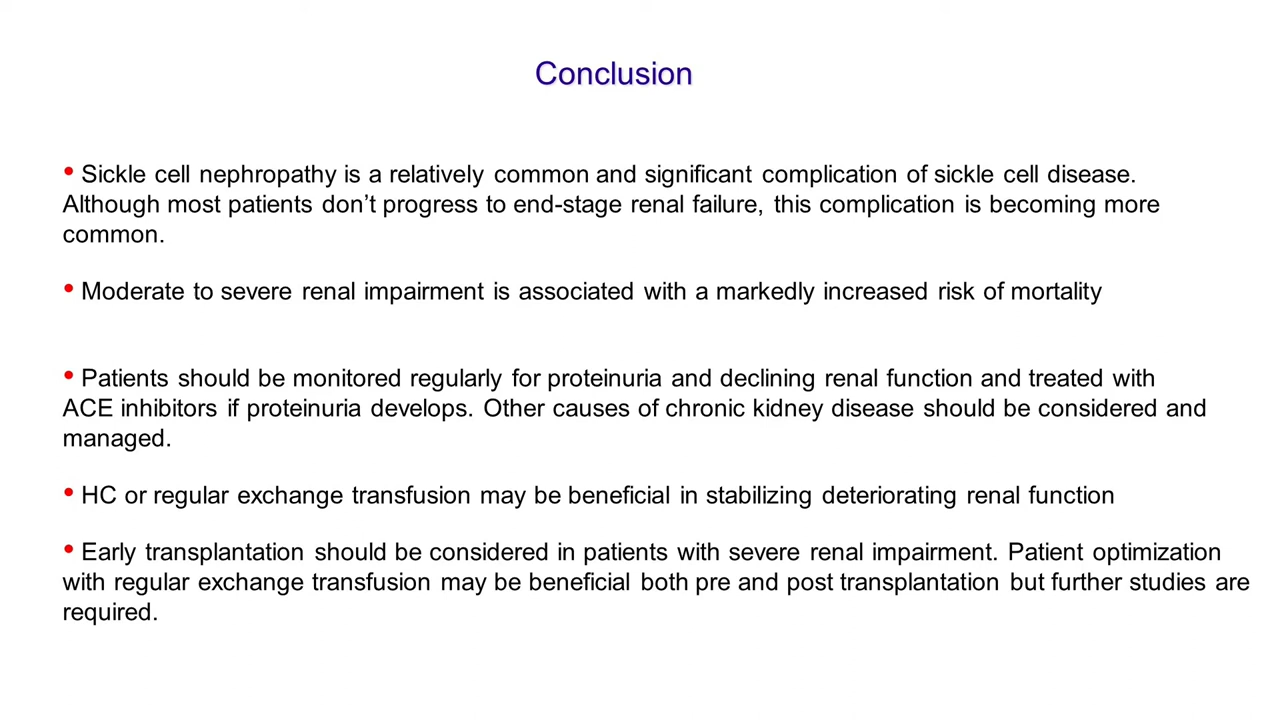 Conclusion
• Sickle cell nephropathy is a relatively common and significant complication of sickle cell disease.
Although most patients don’t progress to end-stage renal failure, this complication is becoming more
common.
• Moderate to severe renal impairment is associated with a markedly increased risk of mortality
• Patients should be monitored regularly for proteinuria and declining renal function and treated with
ACE inhibitors if proteinuria develops. Other causes of chronic kidney disease should be considered and
managed.
• HC or regular exchange transfusion may be beneficial in stabilizing deteriorating renal function
• Early transplantation should be considered in patients with severe renal impairment. Patient optimization
with regular exchange transfusion may be beneficial both pre and post transplantation but further studies are
required.